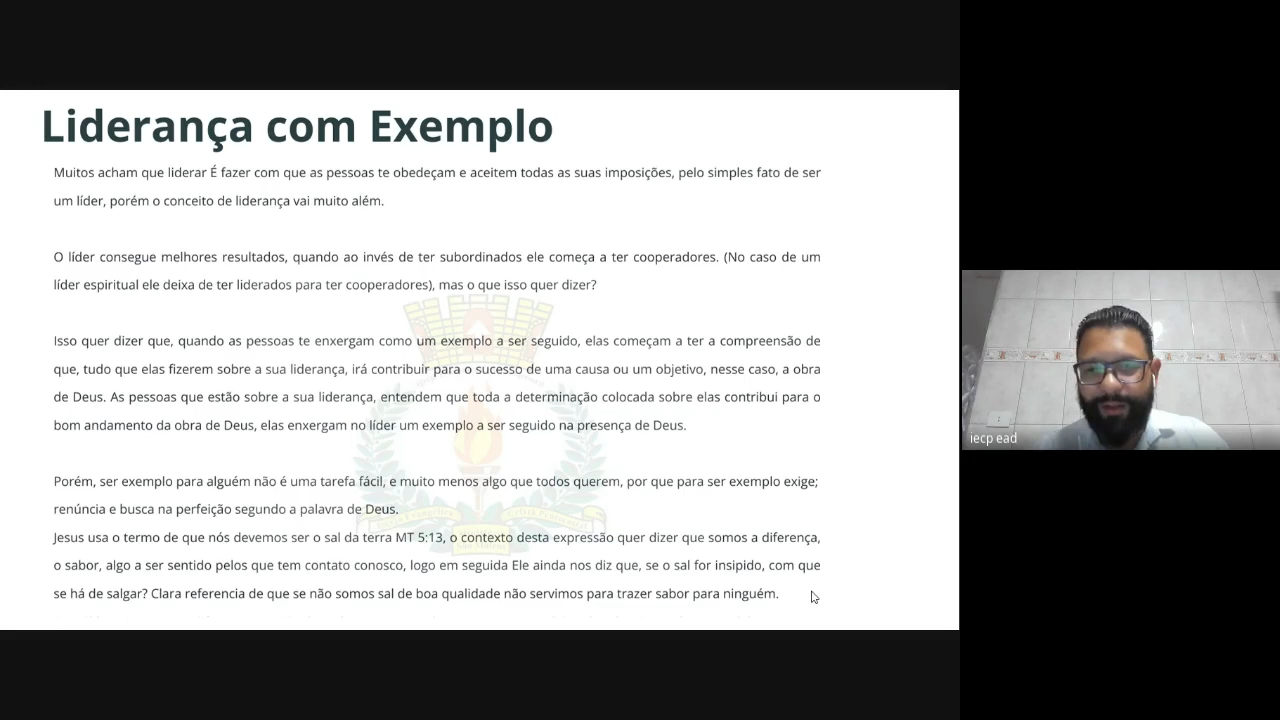 Liderança com Exemplo
Muitos acham que liderar É fazer com que as pessoas te obedeçam e aceitem todas as suas imposições, pelo simples fato de ser
um líder, porém o conceito de liderança vai muito além.
O líder consegue melhores resultados, quando ao invés de ter subordinados ele começa a ter cooperadores. (No caso de um
líder espiritual ele deixa de ter liderados para ter cooperadores), mas o que isso quer dizer?
Isso quer dizer que, quando as pessoas te enxergam como um exemplo a ser seguido, elas começam a ter a compreensão de
que, tudo que elas fizerem sobre a sua liderança, irá contribuir para o sucesso de uma causa ou um objetivo, nesse caso, a obra
de Deus. As pessoas que estão sobre a sua liderança, entendem que toda a determinação colocada sobre elas contribui para o
bom andamento da obra de Deus, elas enxergam no líder um exemplo a ser seguido na presença de Deus.
Porém, ser exemplo para alguém não é uma tarefa fácil, e muito menos algo que todos querem, por que para ser exemplo exige;
renúncia e busca na perfeição segundo a palavra de Deus.
Jesus usa o termo de que nós devemos ser o sal da terra MT 5:13, o contexto desta expressão quer dizer que somos a diferença,
o sabor, algo a ser sentido pelos que tem contato conosco, logo em seguida Ele ainda nos diz que, se o sal for insipido, com que
se há de salgar? Clara referencia de que se não somos sal de boa qualidade não servimos para trazer sabor para ninguém.
iecp ead